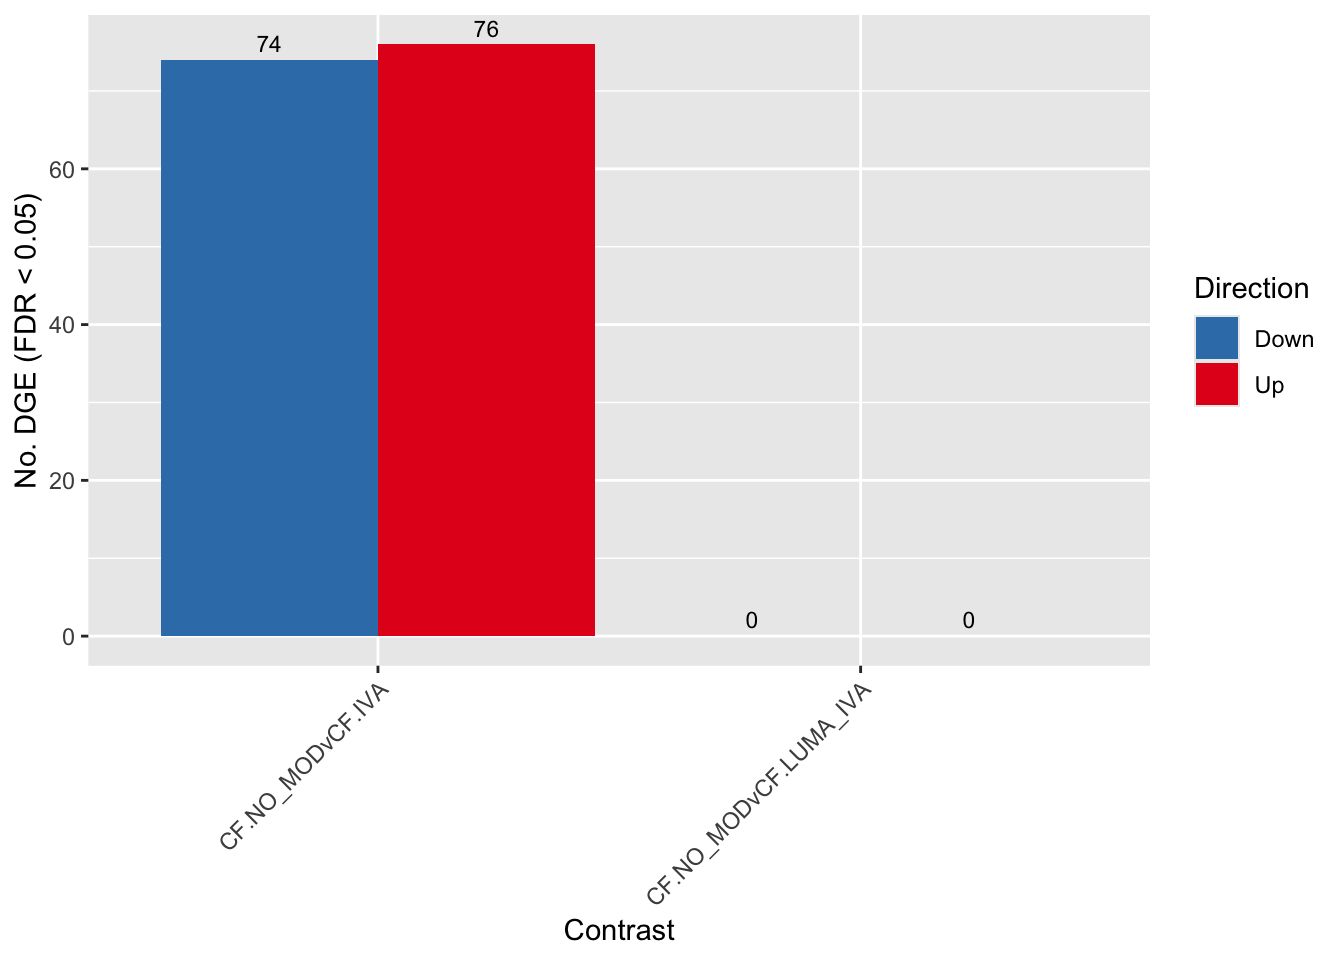 74
76
0
0
60
40
20
0
No. DGE (FDR < 0.05)
CF.NO_MODvCF.IVA
CF.NO_MODvCF.LUMA_IVA
Contrast
Direction
Down
Up